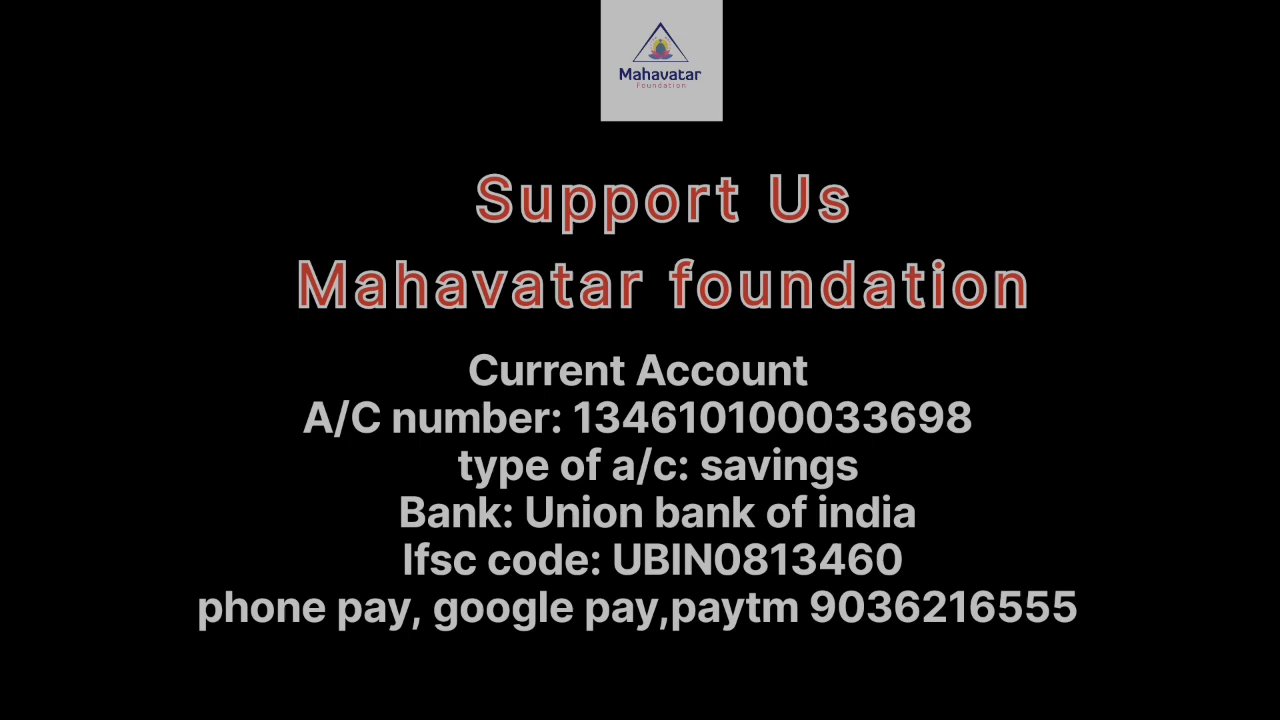 Mahavatar
Foundation
Support Us
Mahavatar foundation
Current Account
A/C number: 134610100033698
type of a/c: savings
Bank: Union bank of india
Ifsc code: UBIN0813460
phone pay, google pay,paytm 9036216555